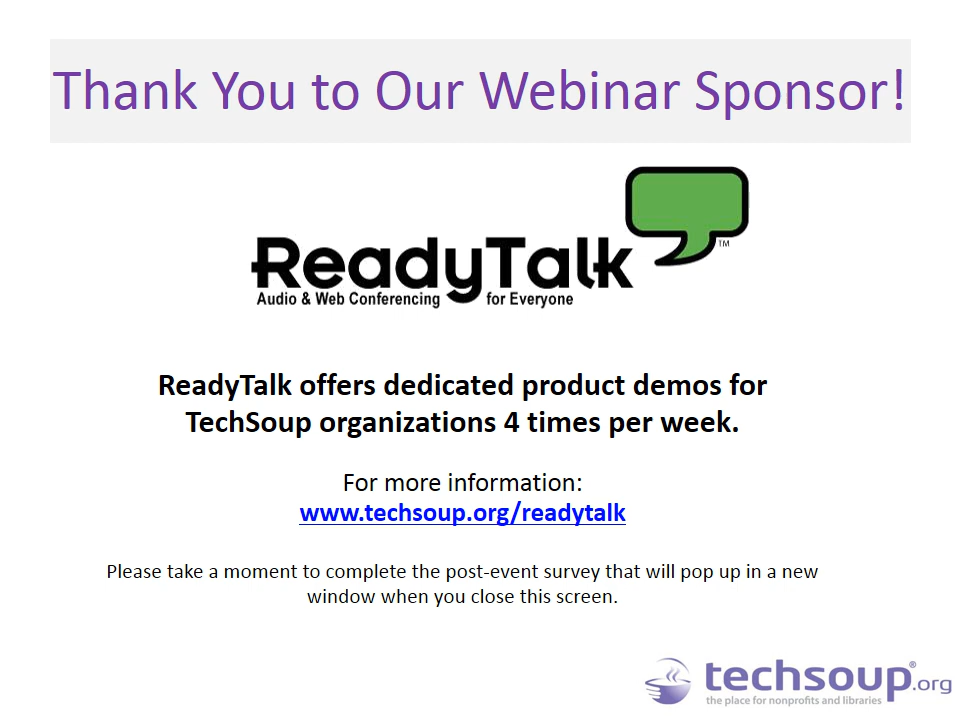 Thank You to Our Webinar Sponsor!
ReadyTalk TM
Audio & Web Conferencing for Everyone
ReadyTalk offers dedicated product demos for
TechSoup organizations 4 times per week.
For more information:
www.techsoup.org/readytalk
Please take a moment to complete the post-event survey that will pop up in a new
window when you close this screen.
techsoup®.org
the place for nonprofits and libraries